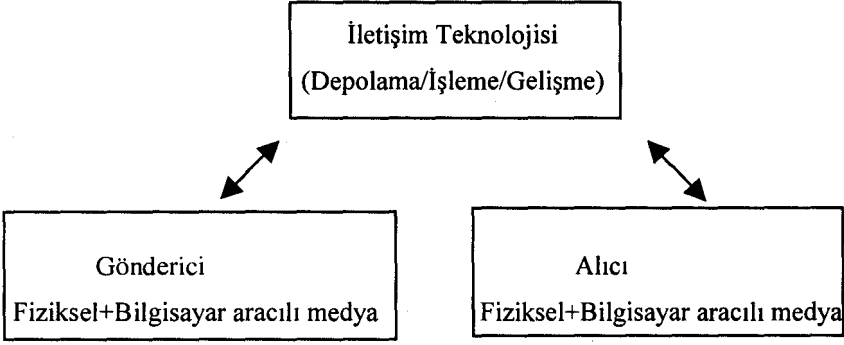 İletişim Teknolojisi
(Depolama/İşleme/Gelişme)
Gönderici
Fiziksel+Bilgisayar aracılı medya
Alıcı
Fiziksel+Bilgisayar aracılı medya